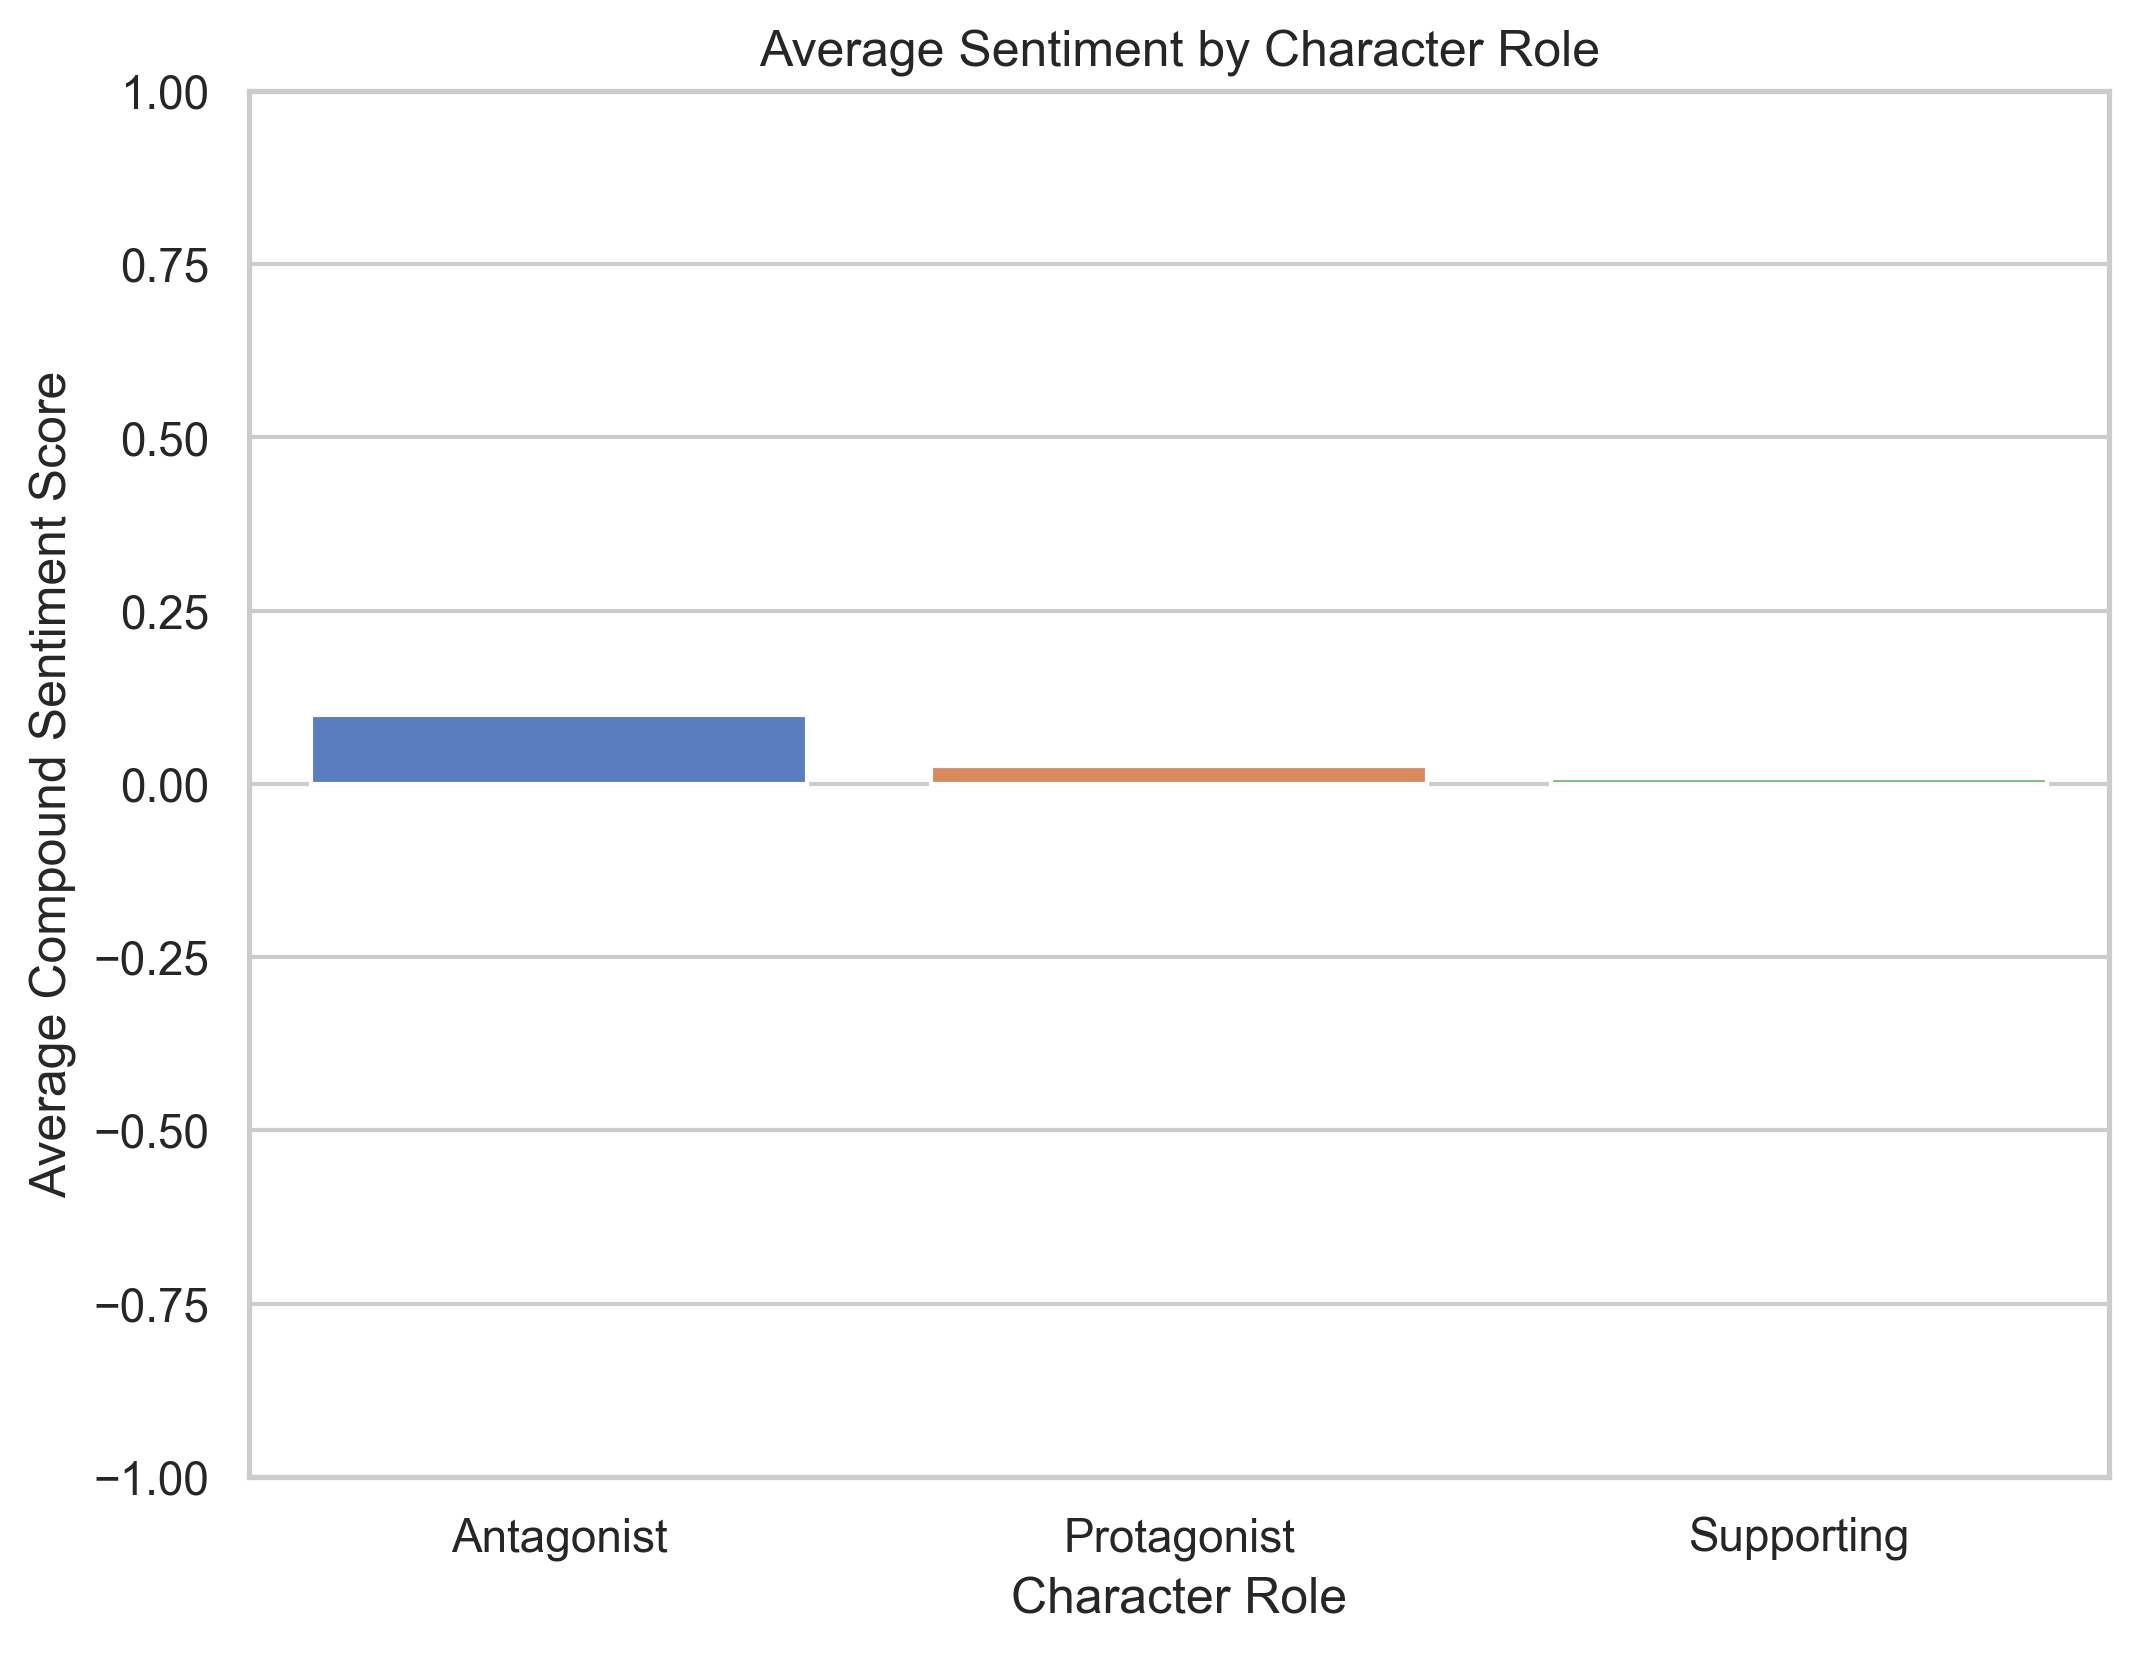 Average Sentiment by Character Role
Average Compound Sentiment Score
1.00
0.75
0.50
0.25
0.00
−0.25
−0.50
−0.75
−1.00
Antagonist
Protagonist
Supporting
Character Role